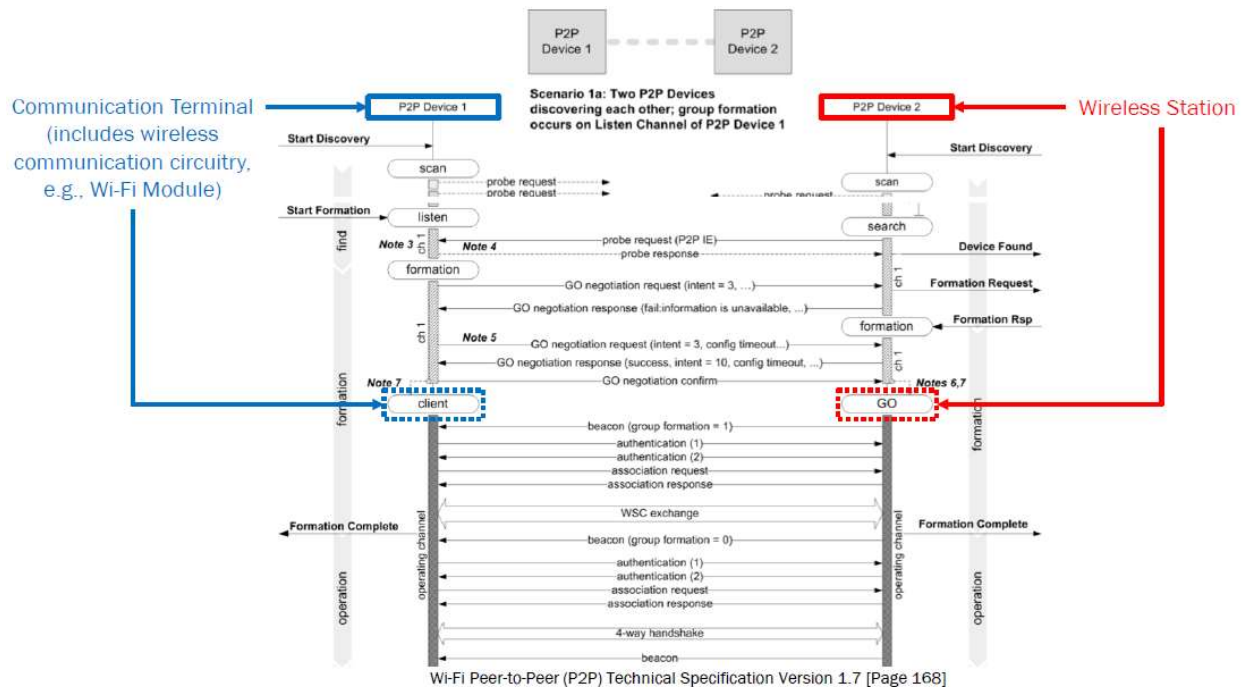 P2P
Device 1
P2P
Device 2
Scenario 1a: Two P2P Devices
discovering each other; group formation
occurs on Listen Channel of P2P Device 1
Communication Terminal
(includes wireless
communication circuitry,
e.g., Wi-Fi Module)
P2P Device 1
P2P Device 2
Wireless Station
Start Discovery
Start Discovery
scan
scan
probe request
probe request
probe request
Start Formation
listen
search
find
Note 3
ch 1
Note 4
probe request (P2P IE)
probe response
Device Found
formation
ch 1
GO negotiation request (intent = 3, ...)
Formation Request
GO negotiation response (fail:information is unavailable, ...)
formation
Formation Rsp
ch 1
Note 5
GO negotiation request (intent = 3, config timeout...)
GO negotiation response (success, intent = 10, config timeout, ...)
ch 1
Note 7
GO negotiation confirm
Notes 6,7
formation
client
GO
formation
beacon (group formation = 1)
authentication (1)
authentication (2)
association request
association response
WSC exchange
Formation Complete
operating channel
beacon (group formation = 0)
operating channel
Formation Complete
authentication (1)
authentication (2)
operation
association request
operation
association response
4-way handshake
beacon
Wi-Fi Peer-to-Peer (P2P) Technical Specification Version 1.7 [Page 168]